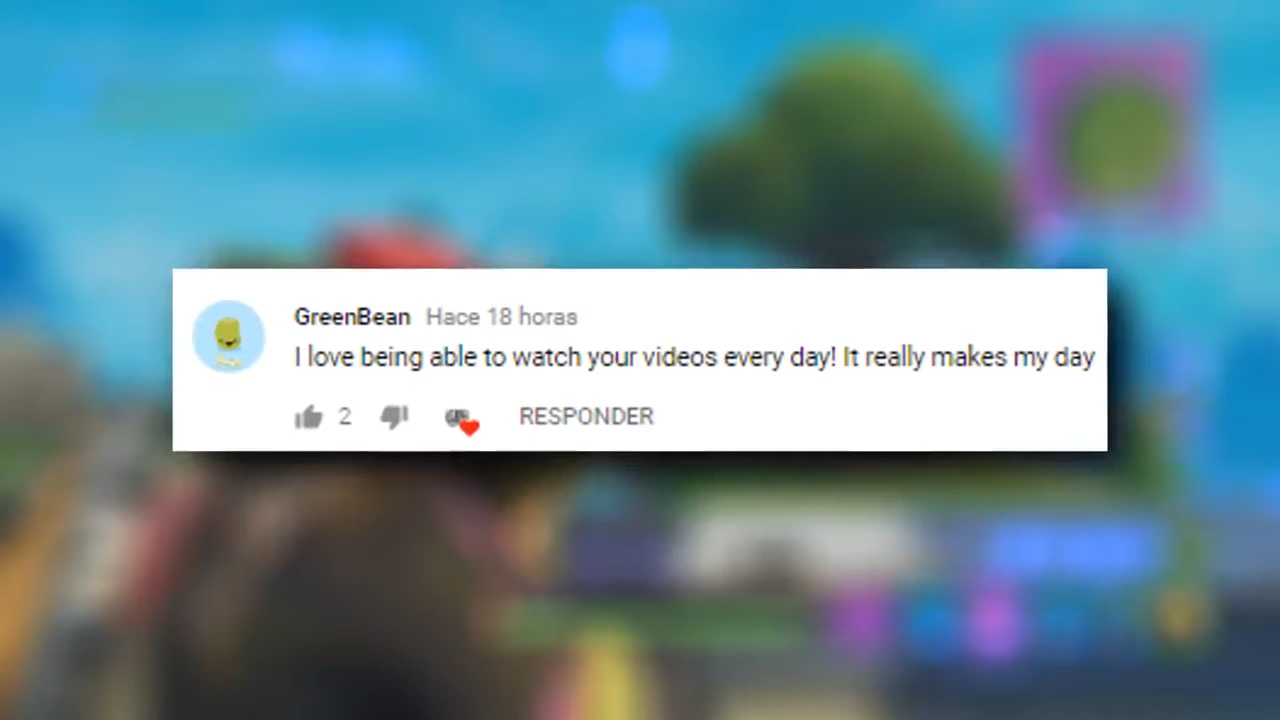 GreenBean Hace 18 horas
I love being able to watch your videos every day! It really makes my day
2 RESPONDER